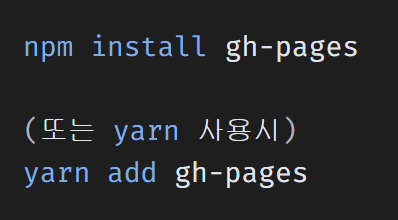 npm install gh-pages
(또는 yarn 사용시)
yarn add gh-pages